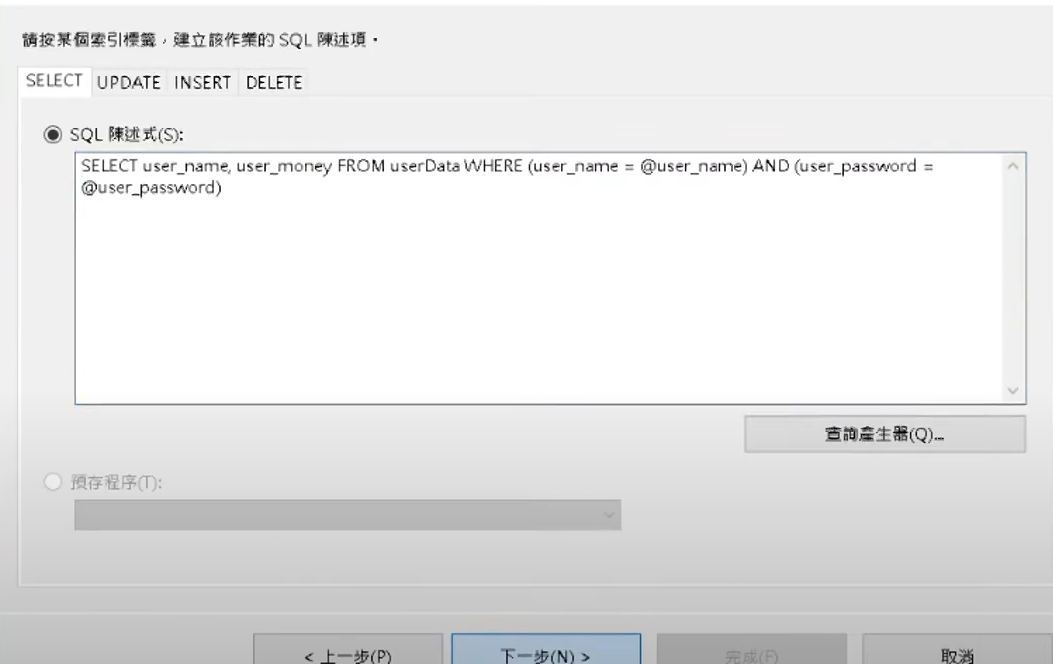 請按某個索引標籤，建立該作業的 SQL 陳述項。
SELECT UPDATE INSERT DELETE
SQL 陳述式(S):
SELECT user_name, user_money FROM userData WHERE (user_name = @user_name) AND (user_password =
@user_password)
查詢產生器(Q)...
預存程序(T):
< 上一步(P) 下一步(N) > 完成(F) 取消